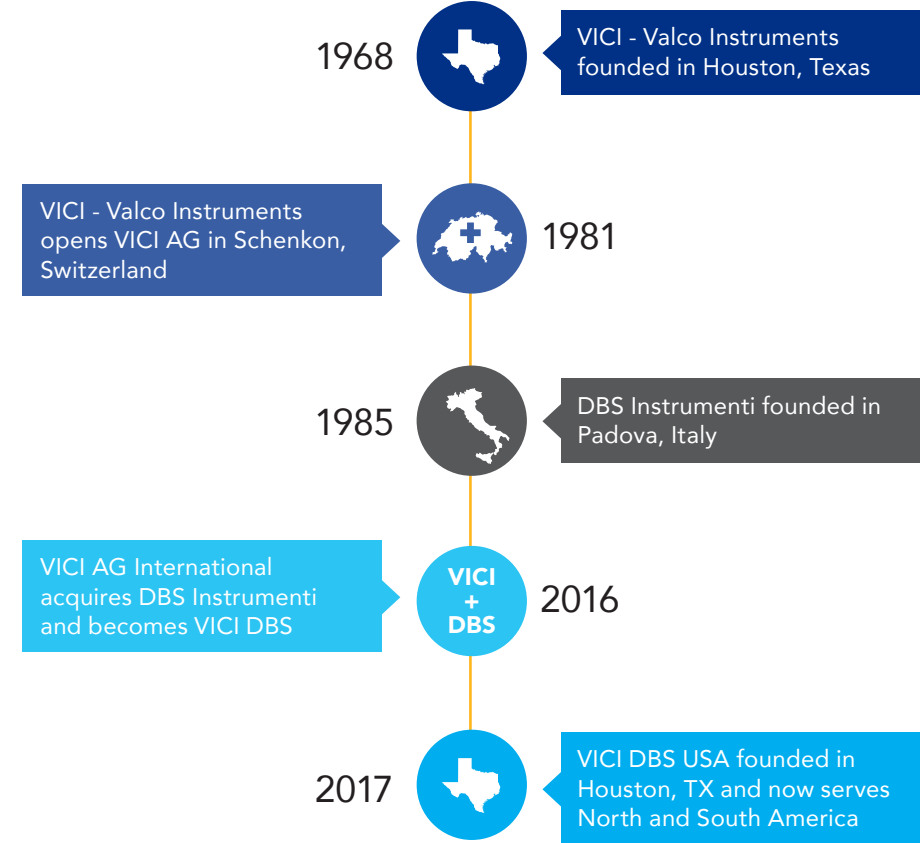 1968
VICI - Valco Instruments
founded in Houston, Texas
VICI - Valco Instruments
opens VICI AG in Schenkon,
Switzerland
1981
1985
DBS Instrumenti founded in
Padova, Italy
VICI AG International
acquires DBS Instrumenti
and becomes VICI DBS
VICI
+
DBS
2016
2017
VICI DBS USA founded in
Houston, TX and now serves
North and South America